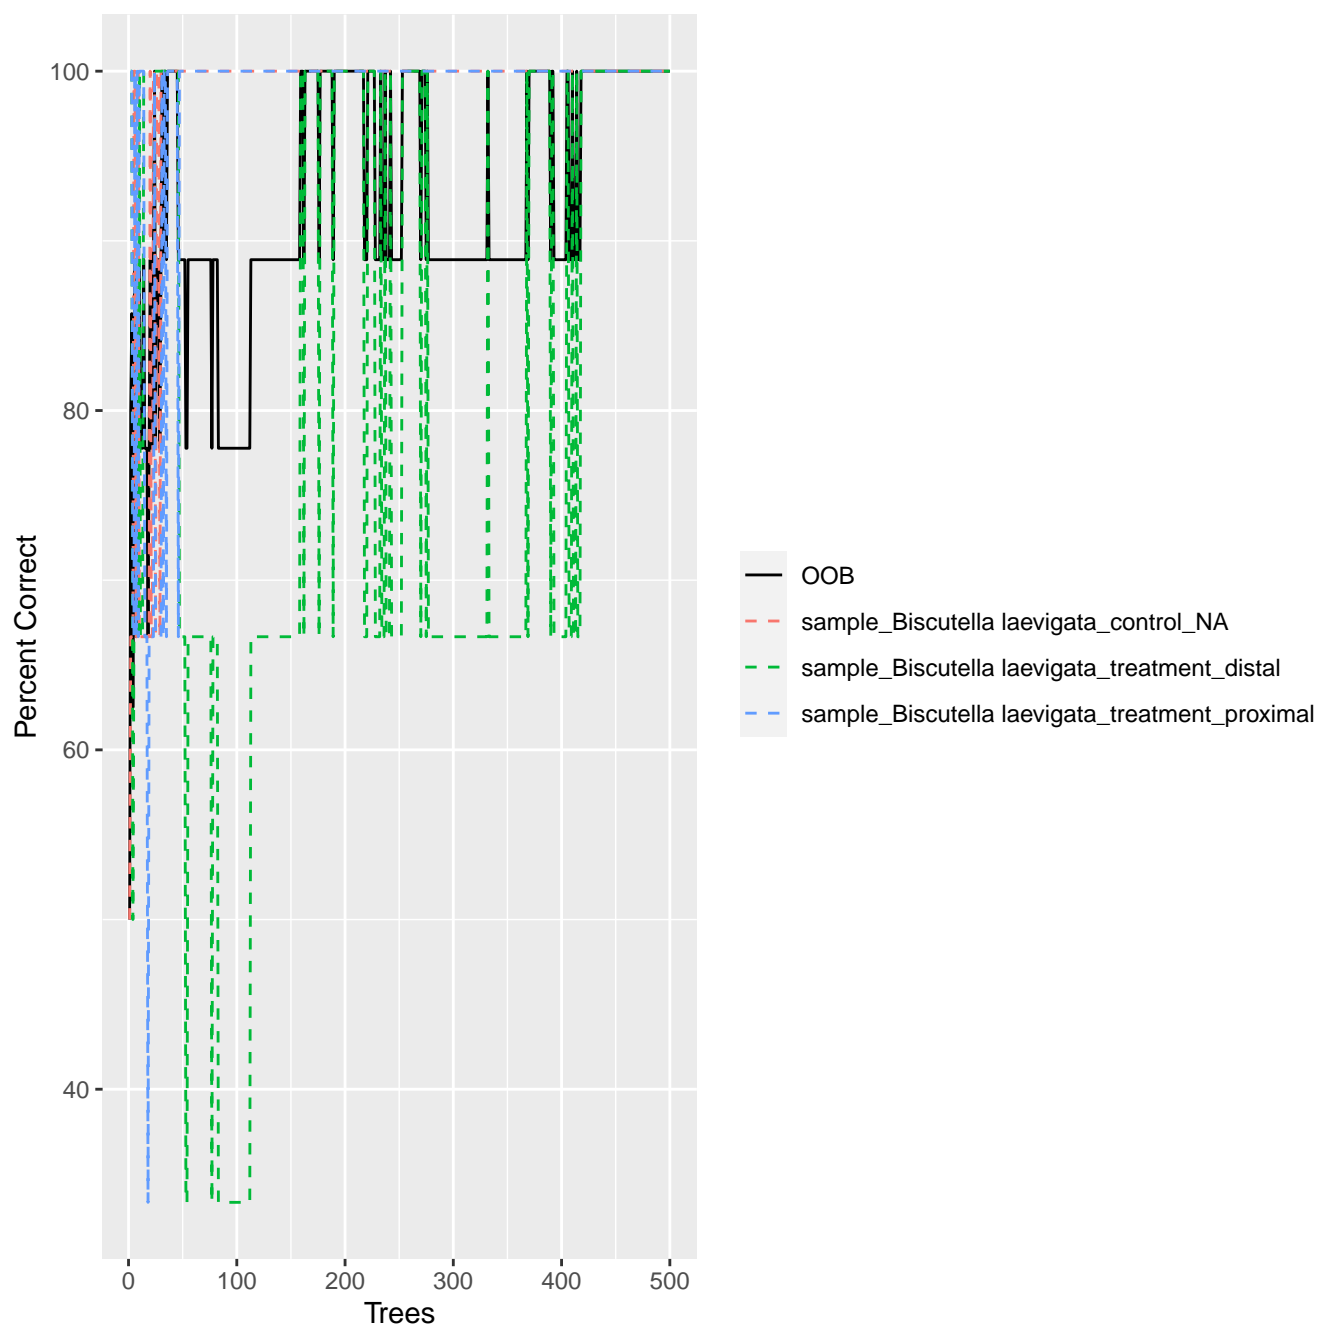 100
80
60
40
Percent Correct
0 100 200 300 400 500
Trees
OOB
sample_Biscutella laevigata_control_NA
sample_Biscutella laevigata_treatment_distal
sample_Biscutella laevigata_treatment_proximal